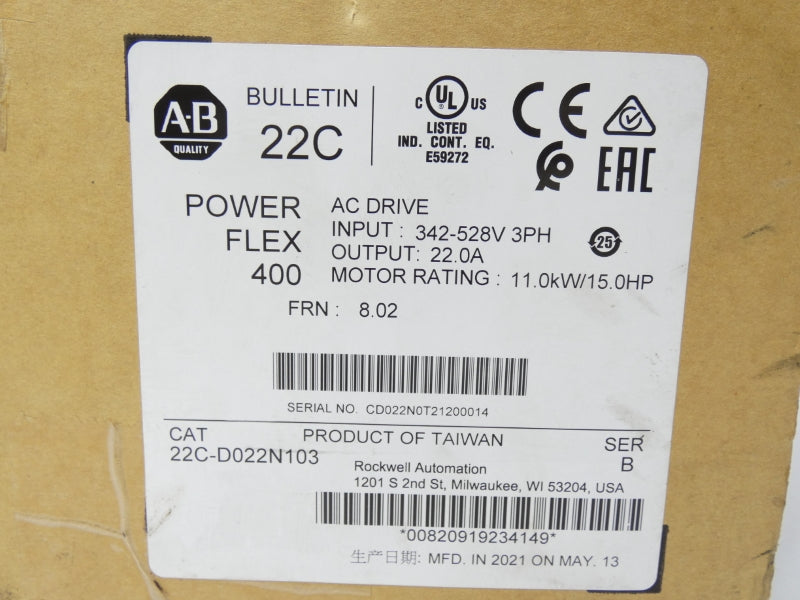 A-B
QUALITY
BULLETIN
22C
C UL US
LISTED
IND. CONT. EQ.
E59272
CE
EAC
POWER
FLEX
400
AC DRIVE
INPUT : 342-528V 3PH
OUTPUT: 22.0A
MOTOR RATING : 11.0kW/15.0HP
25
FRN : 8.02
SERIAL NO. CD022N0T21200014
CAT
22C-D022N103
PRODUCT OF TAIWAN
SER
B
Rockwell Automation
1201 S 2nd St, Milwaukee, WI 53204, USA
*00820919234149*
生产日期: MFD. IN 2021 ON MAY. 13